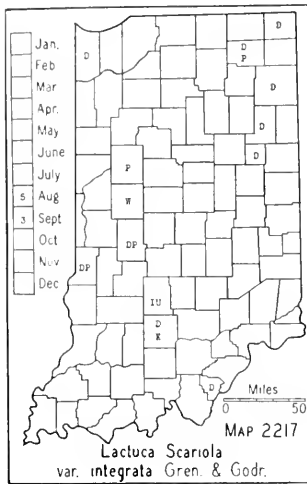 Jan.
Feb
Mar
Apr.
May
June
July
5 Aug
3 Sept
Oct
Nov
Dec
D
D
D
P
D
D
P
D
W
DP
DP
IU
D
K
D
Miles
0 50
MAP 2217
Lactuca Scariola
var. integrata Gren. & Godr.